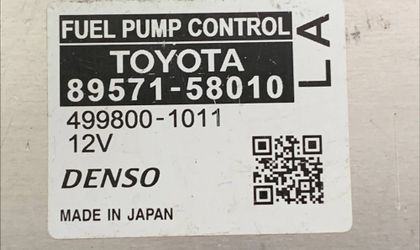 FUEL PUMP CONTROL
TOYOTA
89571-58010
LA
499800-1011
12V
DENSO
MADE IN JAPAN